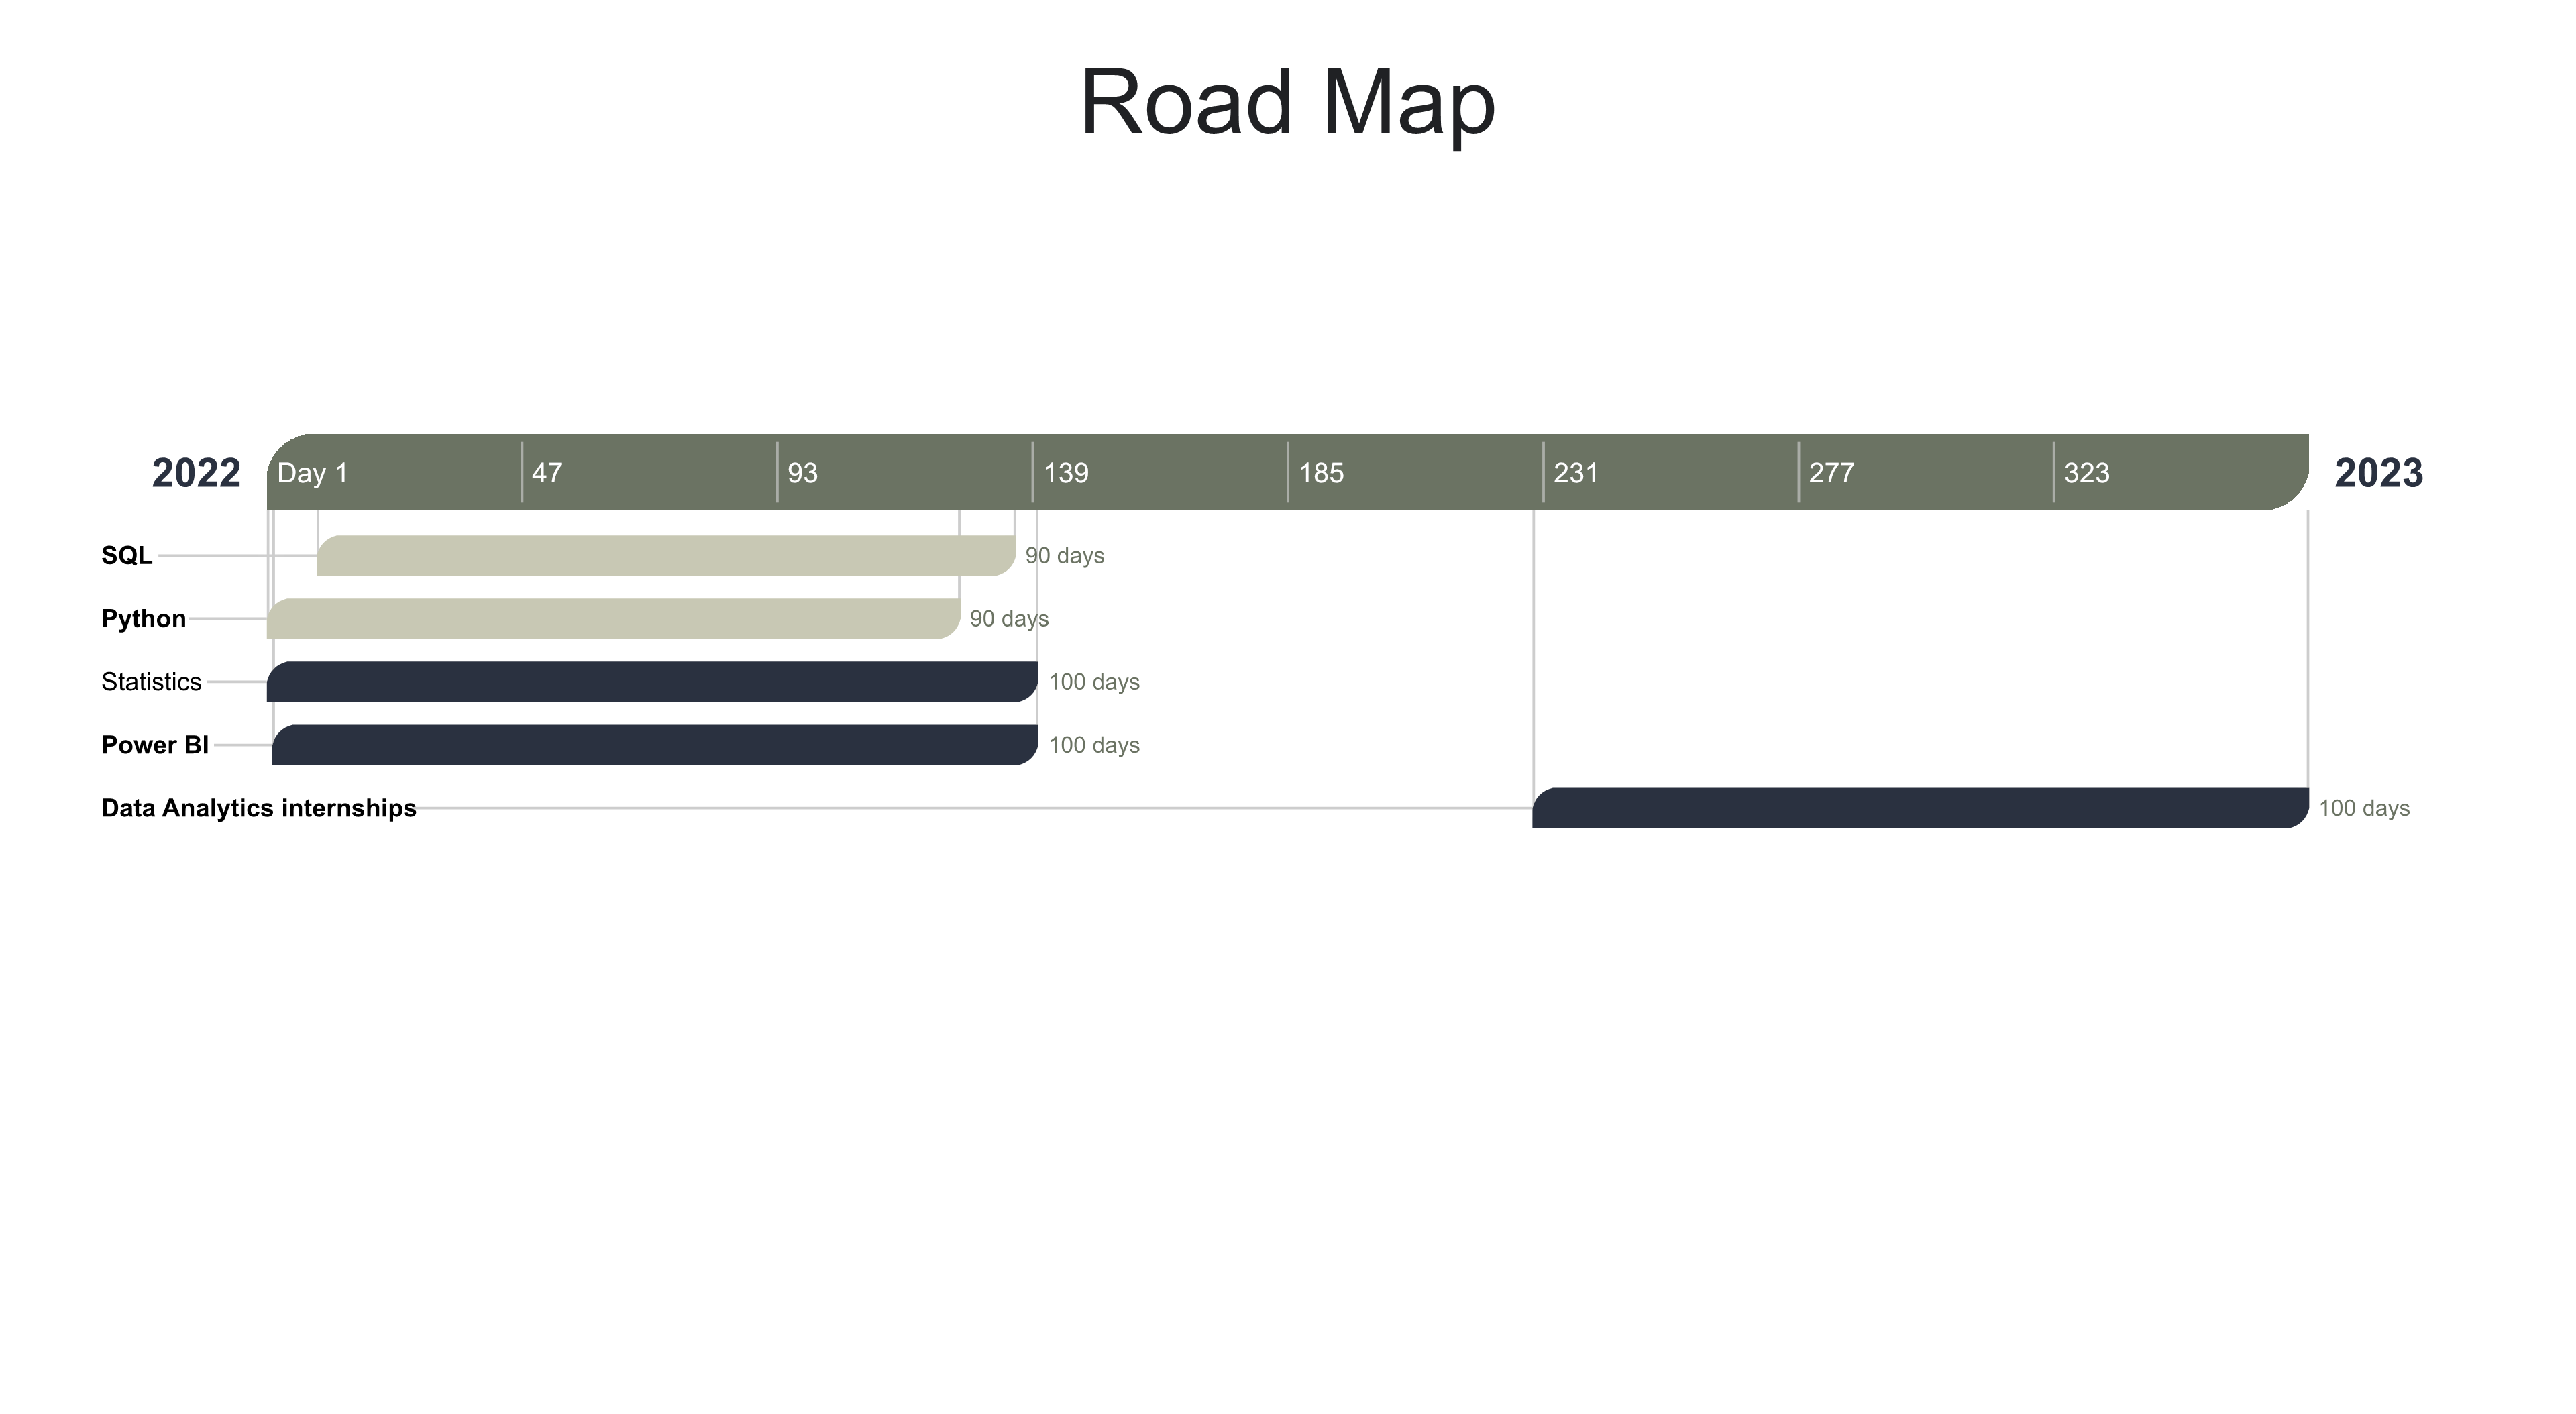 Road Map
2022 Day 1 47 93 139 185 231 277 323 2023
SQL 90 days
Python 90 days
Statistics 100 days
Power BI 100 days
Data Analytics internships 100 days